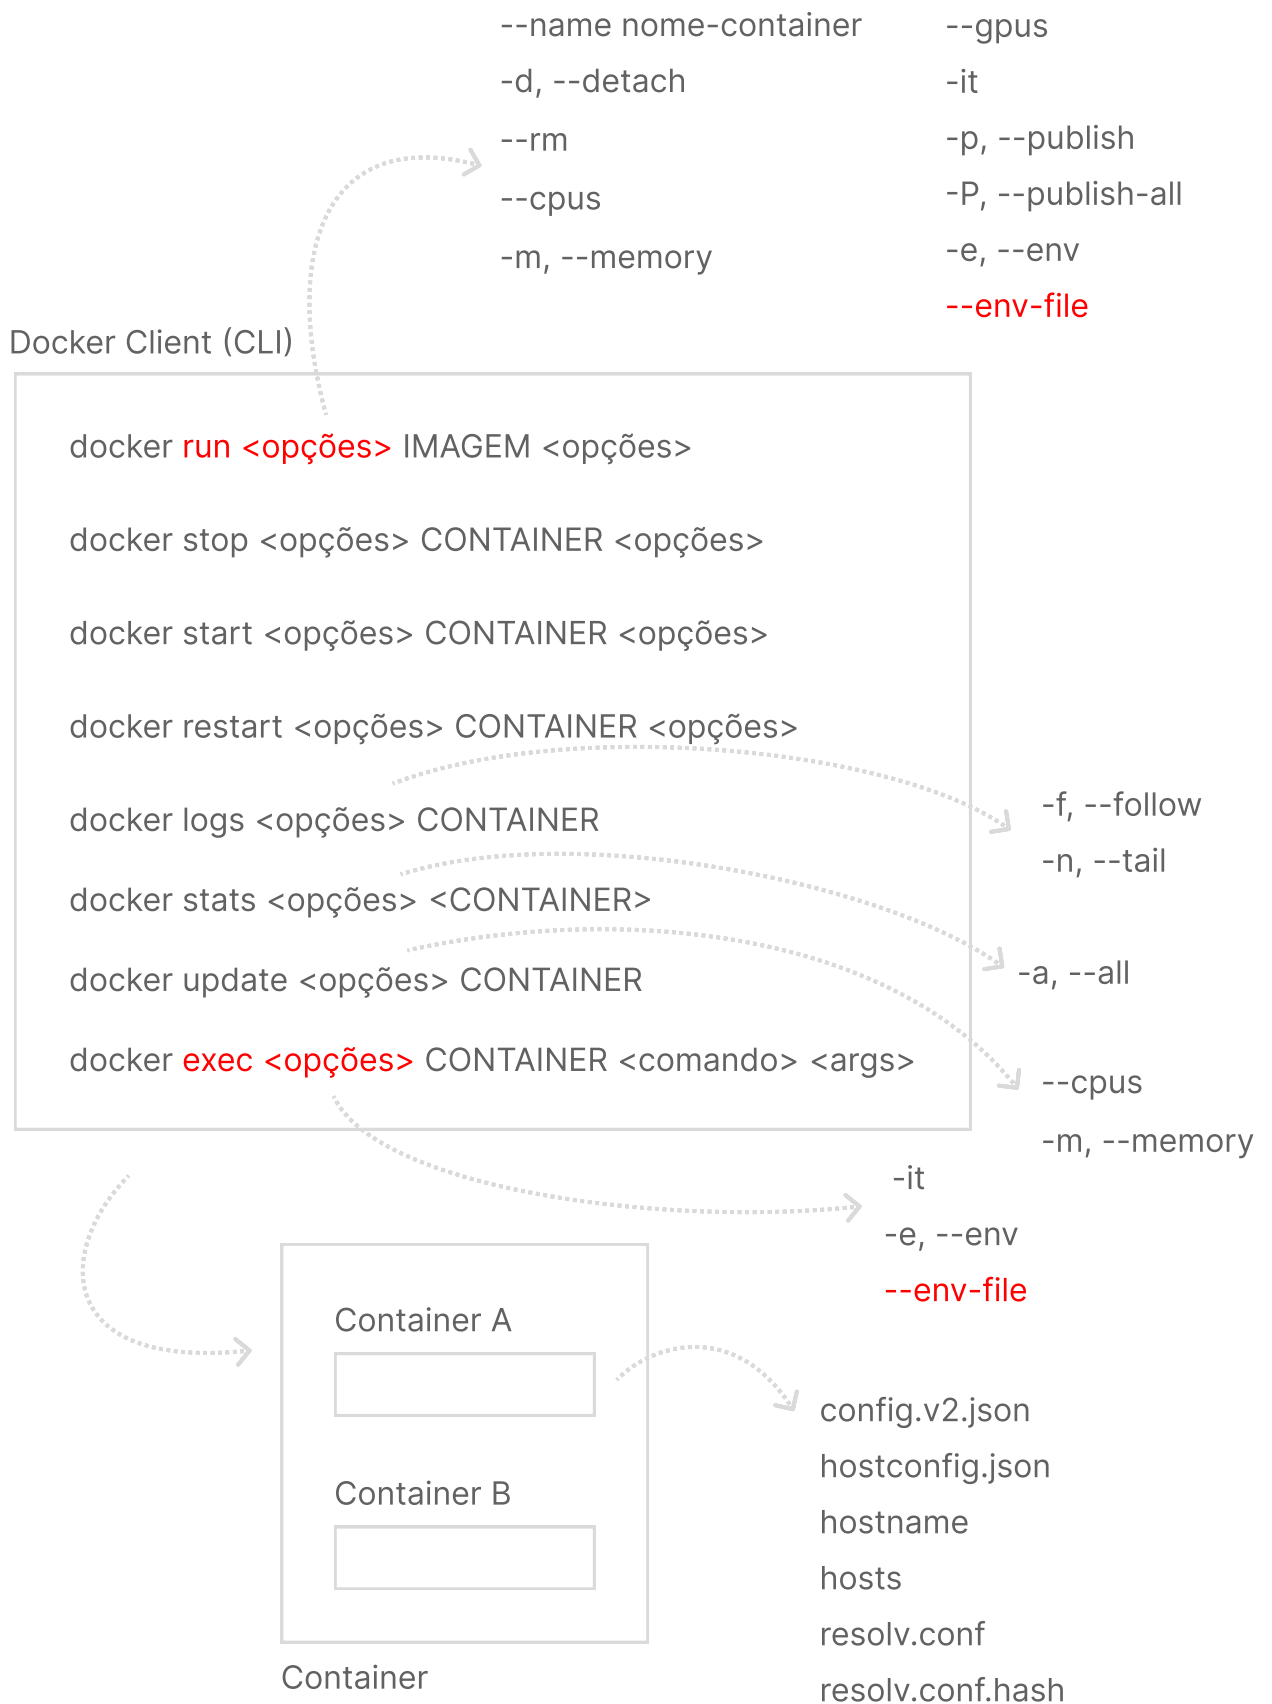 --name nome-container
-d, --detach
--rm
--cpus
-m, --memory
--gpus
-it
-p, --publish
-P, --publish-all
-e, --env
--env-file
Docker Client (CLI)
docker run <opções> IMAGEM <opções>
docker stop <opções> CONTAINER <opções>
docker start <opções> CONTAINER <opções>
docker restart <opções> CONTAINER <opções>
docker logs <opções> CONTAINER
docker stats <opções> <CONTAINER>
docker update <opções> CONTAINER
docker exec <opções> CONTAINER <comando> <args>
-f, --follow
-n, --tail
-a, --all
--cpus
-m, --memory
-it
-e, --env
--env-file
Container A
Container B
Container
config.v2.json
hostconfig.json
hostname
hosts
resolv.conf
resolv.conf.hash